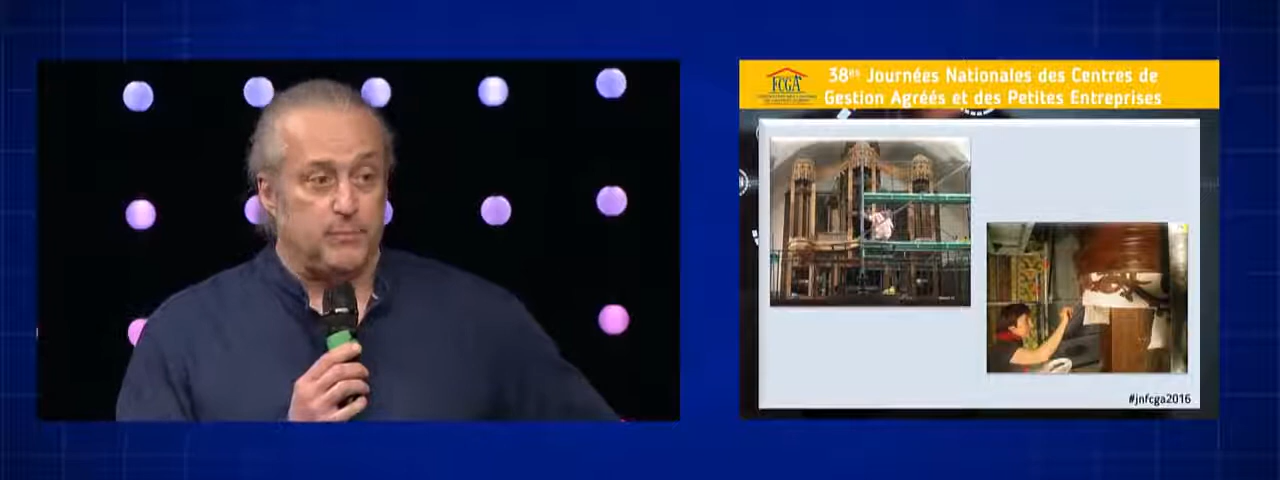 FCGA
38es Journées Nationales des Centres de
Gestion Agréés et des Petites Entreprises
#jnfcga2016